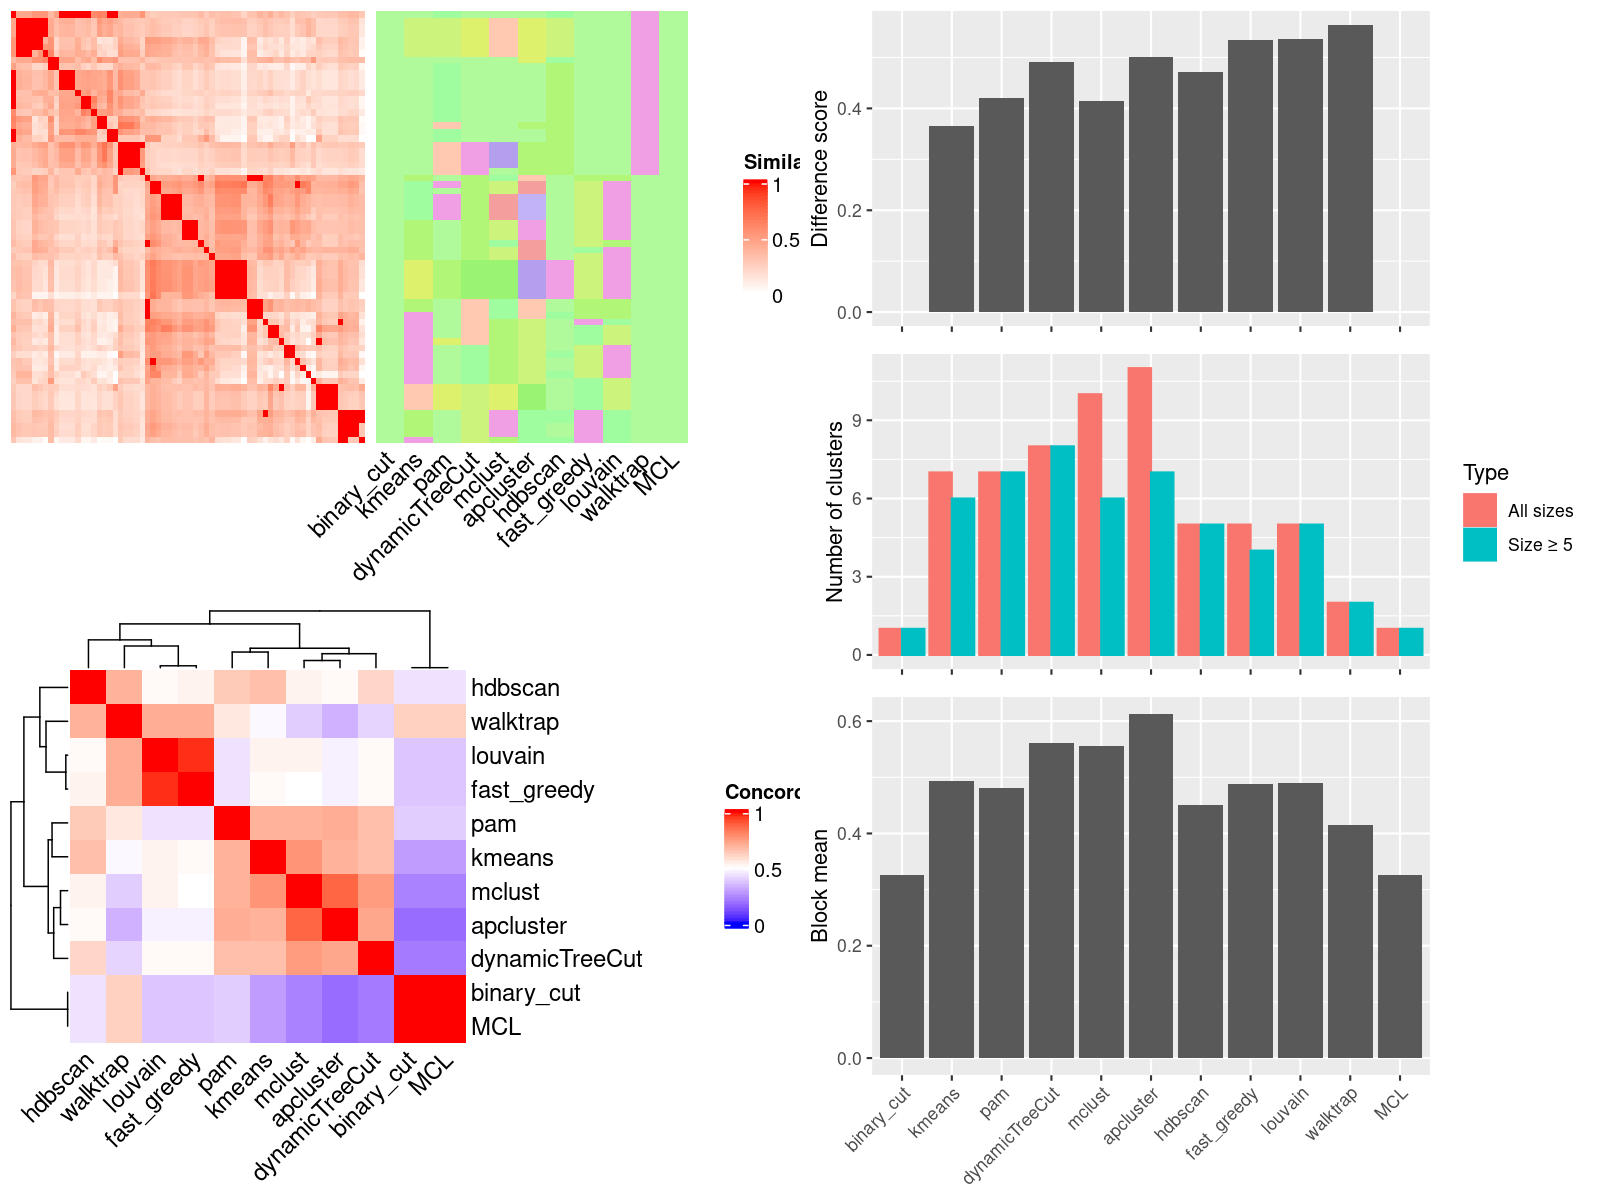 Simila
1
0.5
0
binary_cut
kmeans
pam
dynamicTreeCut
mclust
apcluster
hdbscan
fast_greedy
louvain
walktrap
MCL
hdbscan
walktrap
louvain
fast_greedy
pam
kmeans
mclust
apcluster
dynamicTreeCut
binary_cut
MCL
Concord
1
0.5
0
hdbscan
walktrap
louvain
fast_greedy
pam
kmeans
mclust
apcluster
dynamicTreeCut
binary_cut
MCL
Difference score
0.4
0.2
0.0
Number of clusters
9
6
3
0
Type
All sizes
Size ≥ 5
Block mean
0.6
0.4
0.2
0.0
binary_cut
kmeans
pam
dynamicTreeCut
mclust
apcluster
hdbscan
fast_greedy
louvain
walktrap
MCL